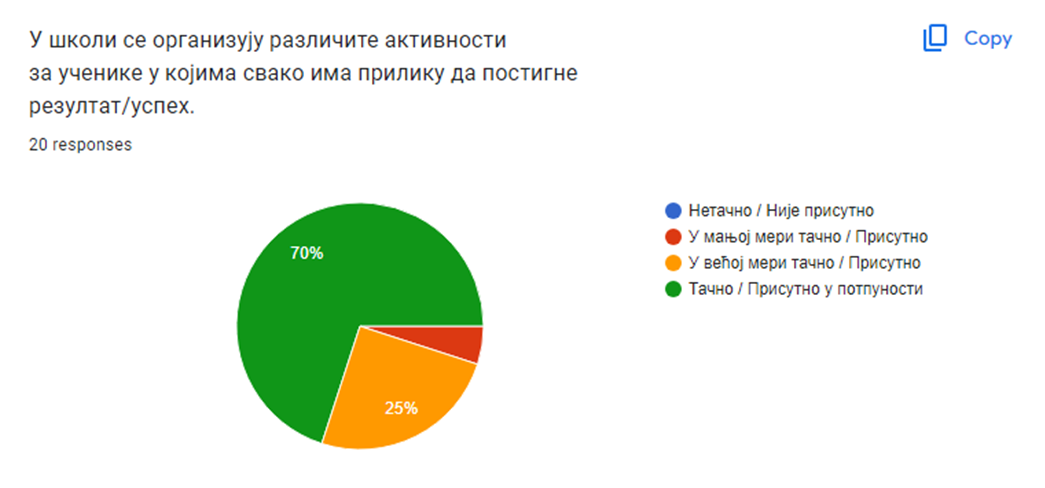 У школи се организују различите активности
за ученике у којима свако има прилику да постигне
резултат/успех.
Copy
20 responses
70%
25%
Нетачно / Није присутно
У мањој мери тачно / Присутно
У већој мери тачно / Присутно
Тачно / Присутно у потпуности